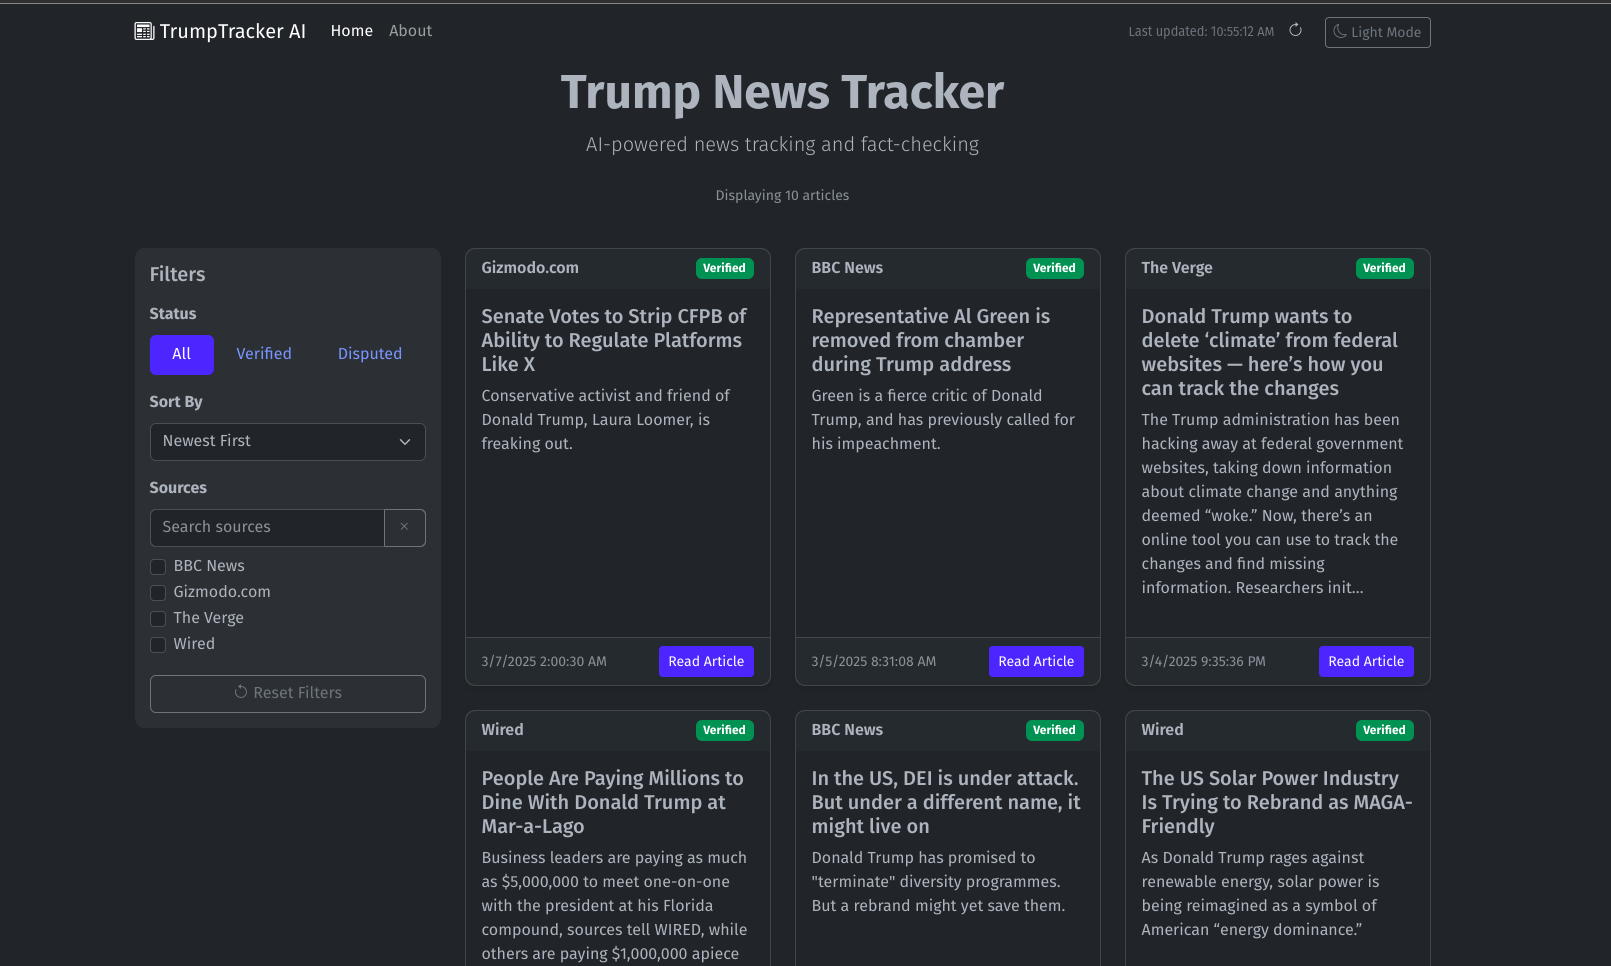 TrumpTracker AI
Home
About
Last updated: 10:55:12 AM
Light Mode
Trump News Tracker
AI-powered news tracking and fact-checking
Displaying 10 articles
Filters
Status
All
Verified
Disputed
Sort By
Newest First
Sources
Search sources
×
BBC News
Gizmodo.com
The Verge
Wired
Reset Filters
Gizmodo.com
Verified
Senate Votes to Strip CFPB of
Ability to Regulate Platforms
Like X
Conservative activist and friend of
Donald Trump, Laura Loomer, is
freaking out.
3/7/2025 2:00:30 AM
Read Article
BBC News
Verified
Representative Al Green is
removed from chamber
during Trump address
Green is a fierce critic of Donald
Trump, and has previously called for
his impeachment.
3/5/2025 8:31:08 AM
Read Article
The Verge
Verified
Donald Trump wants to
delete ‘climate’ from federal
websites — here’s how you
can track the changes
The Trump administration has been
hacking away at federal government
websites, taking down information
about climate change and anything
deemed “woke.” Now, there’s an
online tool you can use to track the
changes and find missing
information. Researchers init...
3/4/2025 9:35:36 PM
Read Article
Wired
Verified
People Are Paying Millions to
Dine With Donald Trump at
Mar-a-Lago
Business leaders are paying as much
as $5,000,000 to meet one-on-one
with the president at his Florida
compound, sources tell WIRED, while
others are paying $1,000,000 apiece
BBC News
Verified
In the US, DEI is under attack.
But under a different name, it
might live on
Donald Trump has promised to
"terminate" diversity programmes.
But a rebrand might yet save them.
Wired
Verified
The US Solar Power Industry
Is Trying to Rebrand as MAGA-
Friendly
As Donald Trump rages against
renewable energy, solar power is
being reimagined as a symbol of
American “energy dominance.”